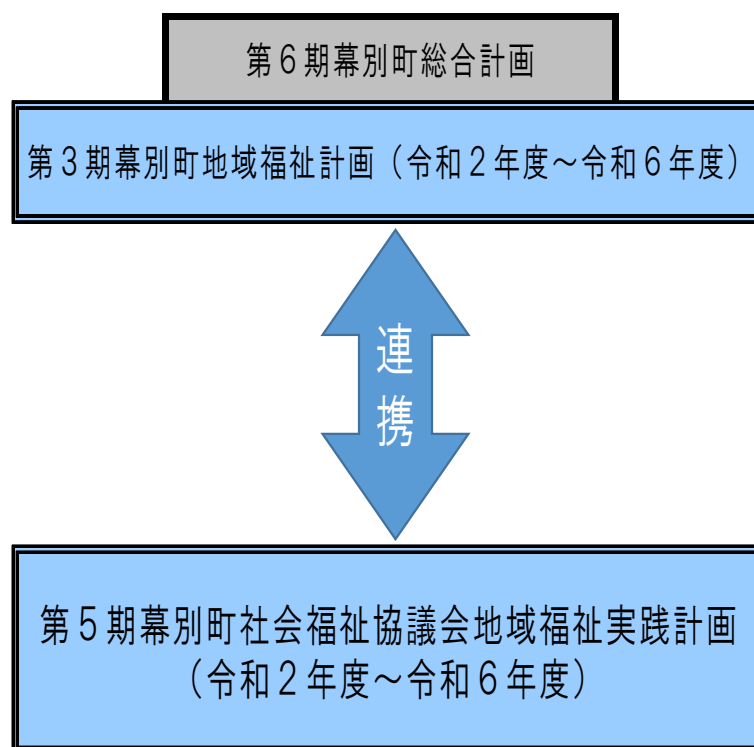 第６期幕別町総合計画
第３期幕別町地域福祉計画（令和２年度～令和６年度）
連
携
第５期幕別町社会福祉協議会地域福祉実践計画
（令和２年度～令和６年度）